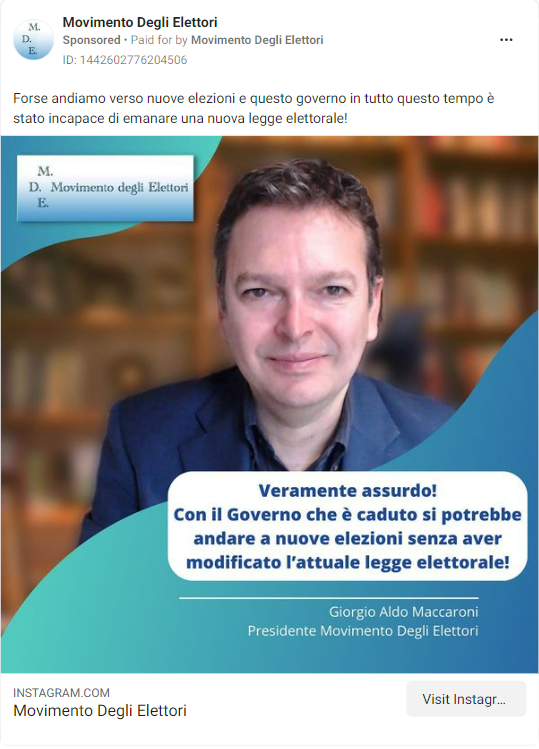 Movimento Degli Elettori
Sponsored • Paid for by Movimento Degli Elettori
ID: 1442602776204506
Forse andiamo verso nuove elezioni e questo governo in tutto questo tempo è
stato incapace di emanare una nuova legge elettorale!
M.
D.
E.
M.
D. Movimento degli Elettori
E.
Veramente assurdo!
Con il Governo che è caduto si potrebbe
andare a nuove elezioni senza aver
modificato l'attuale legge elettorale!
Giorgio Aldo Maccaroni
Presidente Movimento Degli Elettori
INSTAGRAM.COM
Movimento Degli Elettori
Visit Instagr...